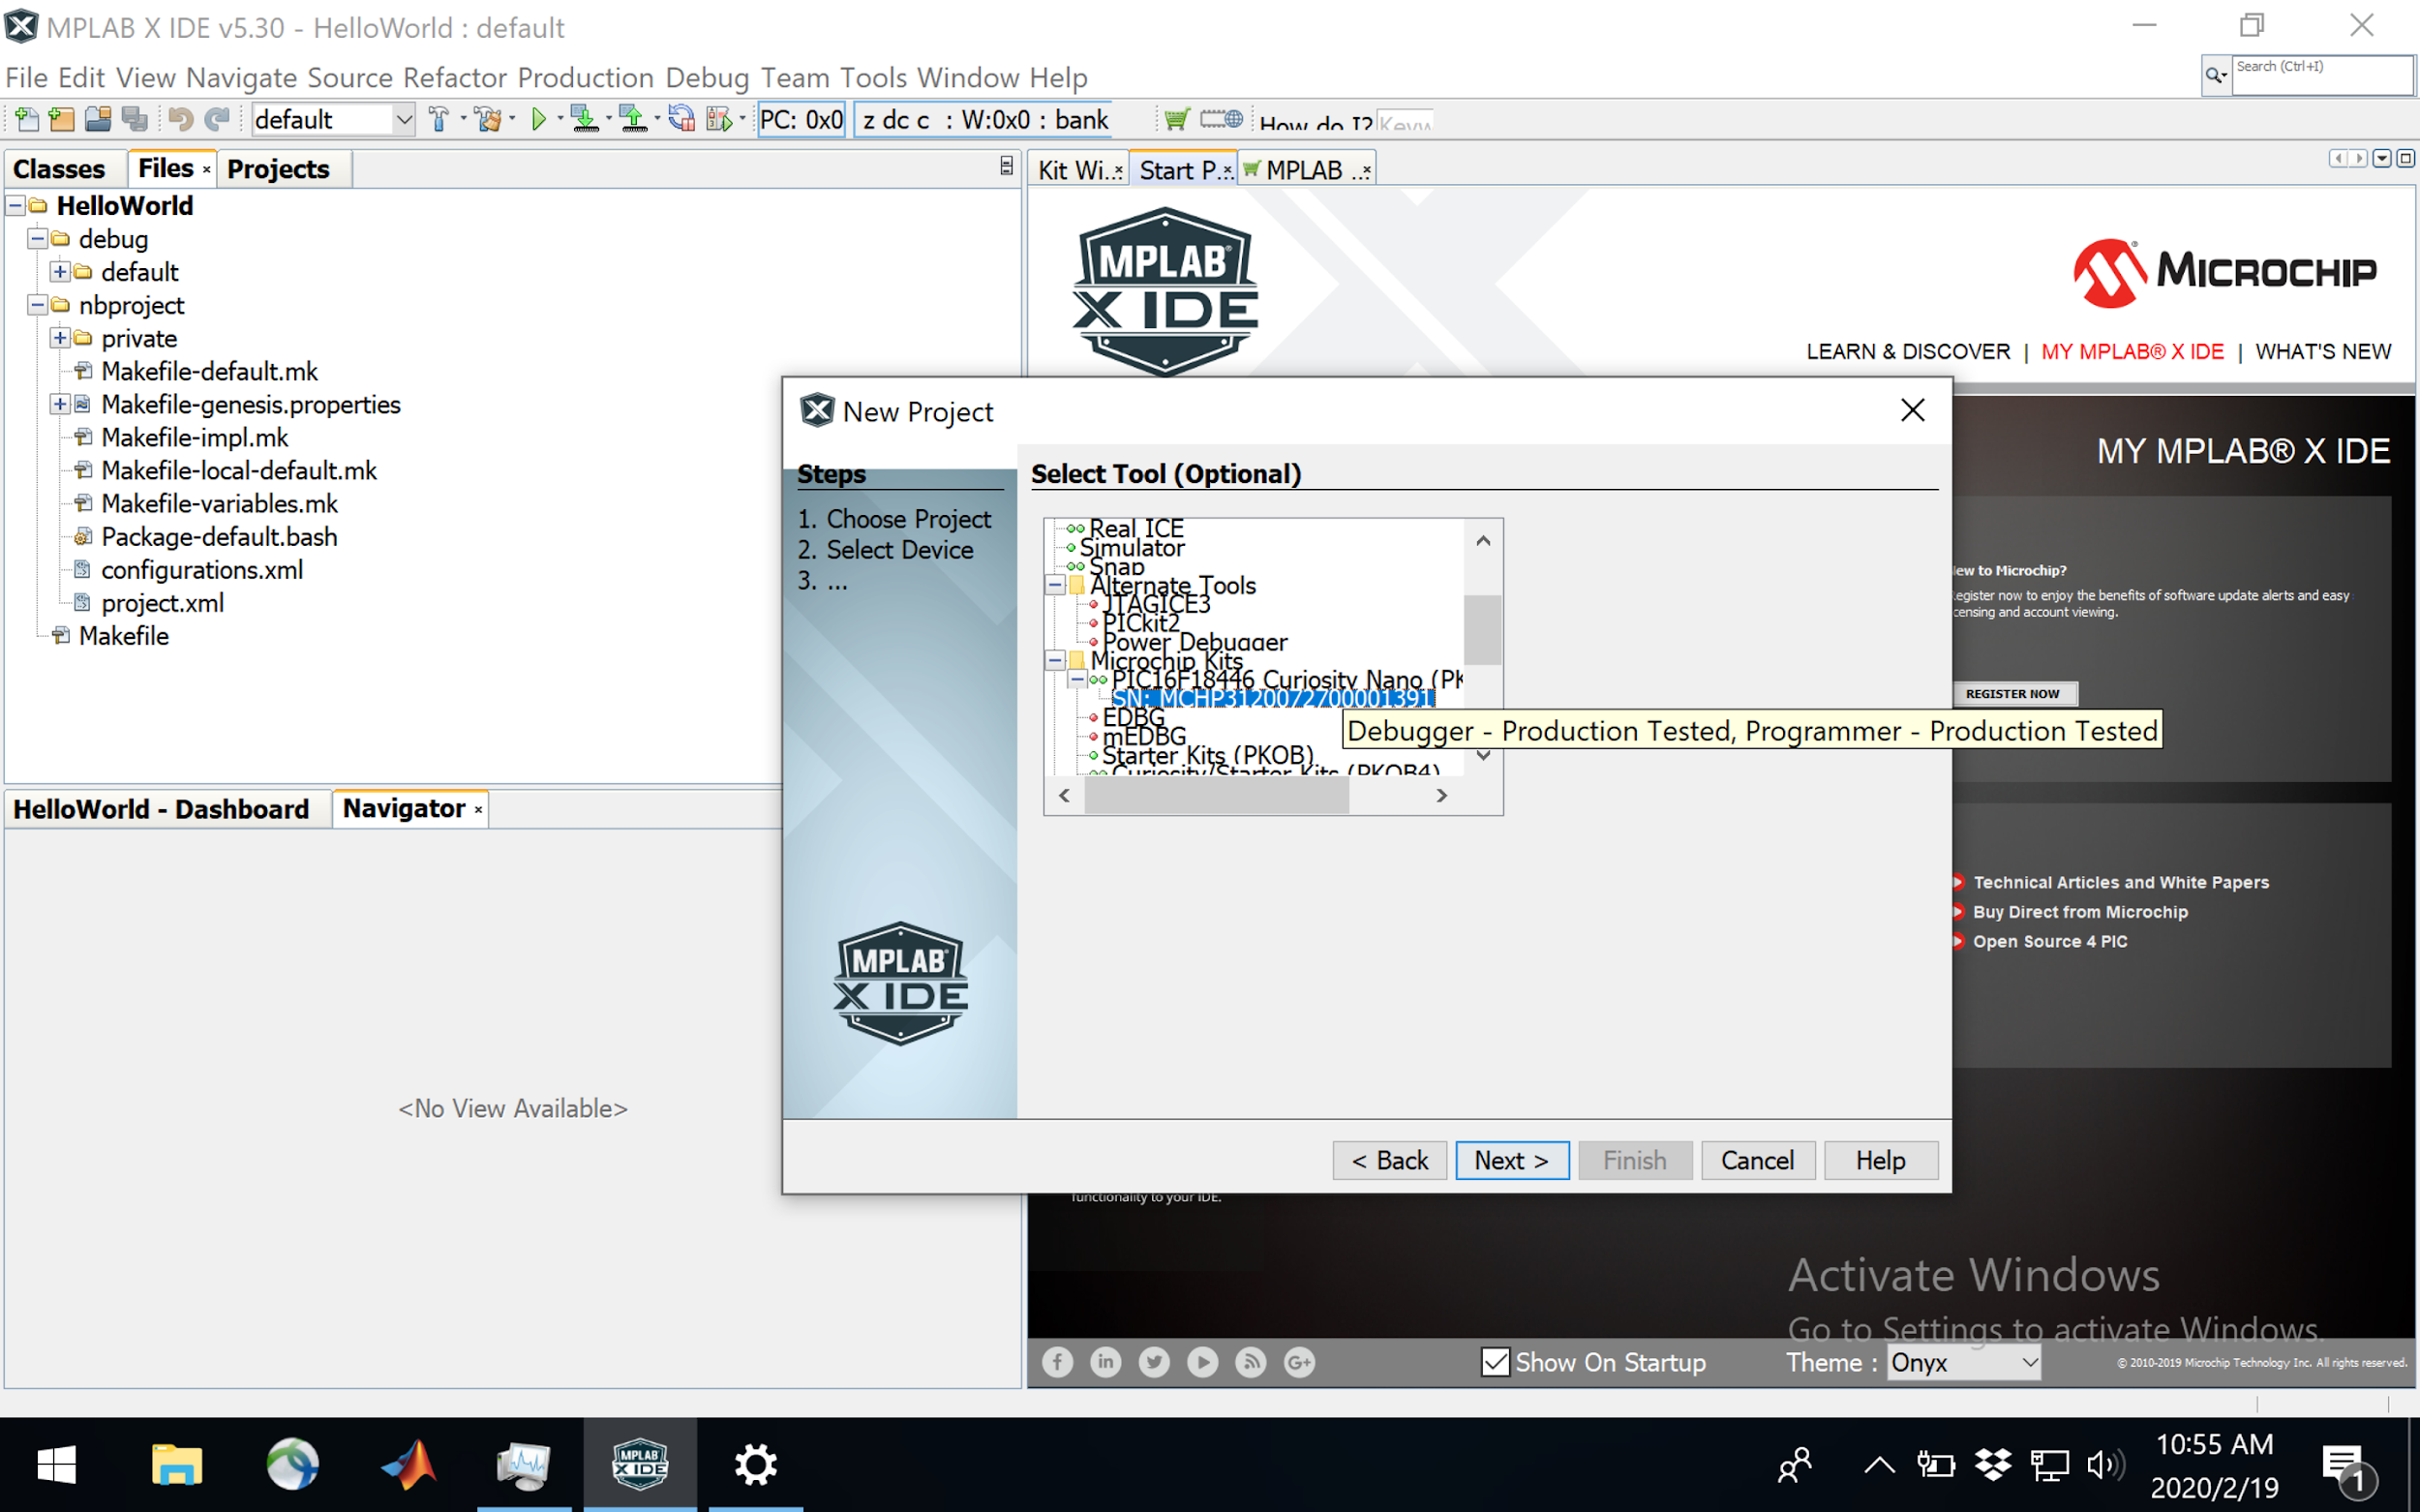 MPLAB X IDE v5.30 - HelloWorld : default
File Edit View Navigate Source Refactor Production Debug Team Tools Window Help
Search (Ctrl+I)
default
PC: 0x0
z dc c : W:0x0 : bank
How do I?
Classes
Files
Projects
HelloWorld
debug
default
nbproject
private
Makefile-default.mk
Makefile-genesis.properties
Makefile-impl.mk
Makefile-local-default.mk
Makefile-variables.mk
Package-default.bash
configurations.xml
project.xml
Makefile
HelloWorld - Dashboard
Navigator
<No View Available>
Kit Wi...
Start P...
MPLAB ...
MPLAB®
X IDE
MICROCHIP
LEARN & DISCOVER | MY MPLAB® X IDE | WHAT'S NEW
MY MPLAB® X IDE
ew to Microchip?
egister now to enjoy the benefits of software update alerts and easy
censing and account viewing.
REGISTER NOW
Technical Articles and White Papers
Buy Direct from Microchip
Open Source 4 PIC
functionality to your IDE.
New Project
Steps
1. Choose Project
2. Select Device
3. ...
MPLAB®
X IDE
Select Tool (Optional)
Real ICE
Simulator
Snap
Alternate Tools
JTAGICE3
PICkit2
Power Debugger
Microchip Kits
PIC16F18446 Curiosity Nano (PK
SN: MCHP3120072700001391
EDBG
mEDBG
Starter Kits (PKOB)
Curiosity/Starter Kits (PKOB4)
Debugger - Production Tested, Programmer - Production Tested
< Back
Next >
Finish
Cancel
Help
Activate Windows
Go to Settings to activate Windows.
Show On Startup
Theme : Onyx
© 2010-2019 Microchip Technology Inc. All rights reserved.
MPLAB
X IDE
10:55 AM
2020/2/19
1